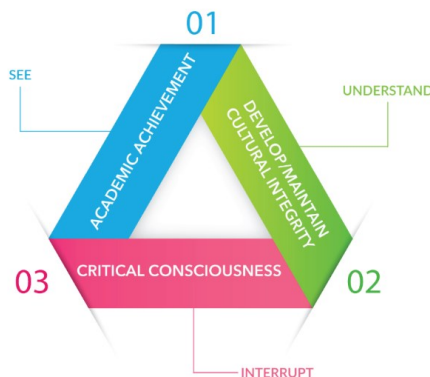 01
SEE
ACADEMIC ACHIEVEMENT
UNDERSTAND
DEVELOP/MAINTAIN
CULTURAL INTEGRITY
03
CRITICAL CONSCIOUSNESS
02
INTERRUPT